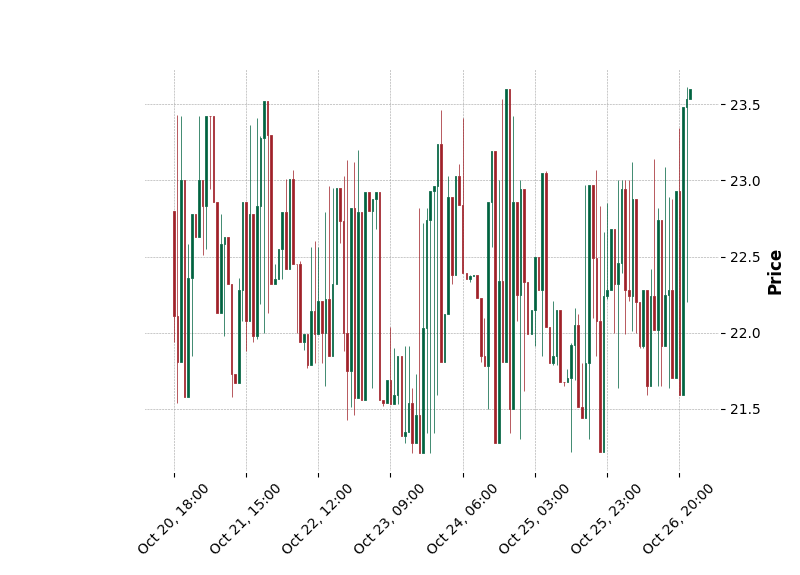 23.5
23.0
22.5
22.0
21.5
Price
Oct 20, 18:00
Oct 21, 15:00
Oct 22, 12:00
Oct 23, 09:00
Oct 24, 06:00
Oct 25, 03:00
Oct 25, 23:00
Oct 26, 20:00